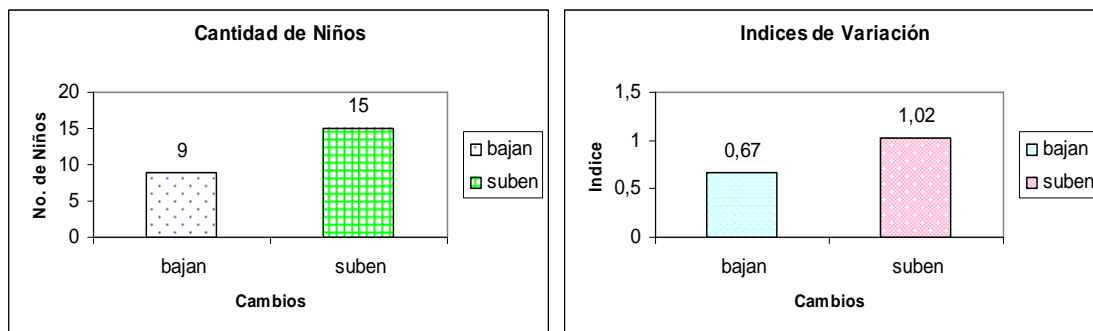 Cantidad de Niños
No. de Niños
20
15
10
5
0
9
15
bajan
suben
Cambios
bajan
suben
Indices de Variación
Indice
1,5
1
0,5
0
0,67
1,02
bajan
suben
Cambios
bajan
suben